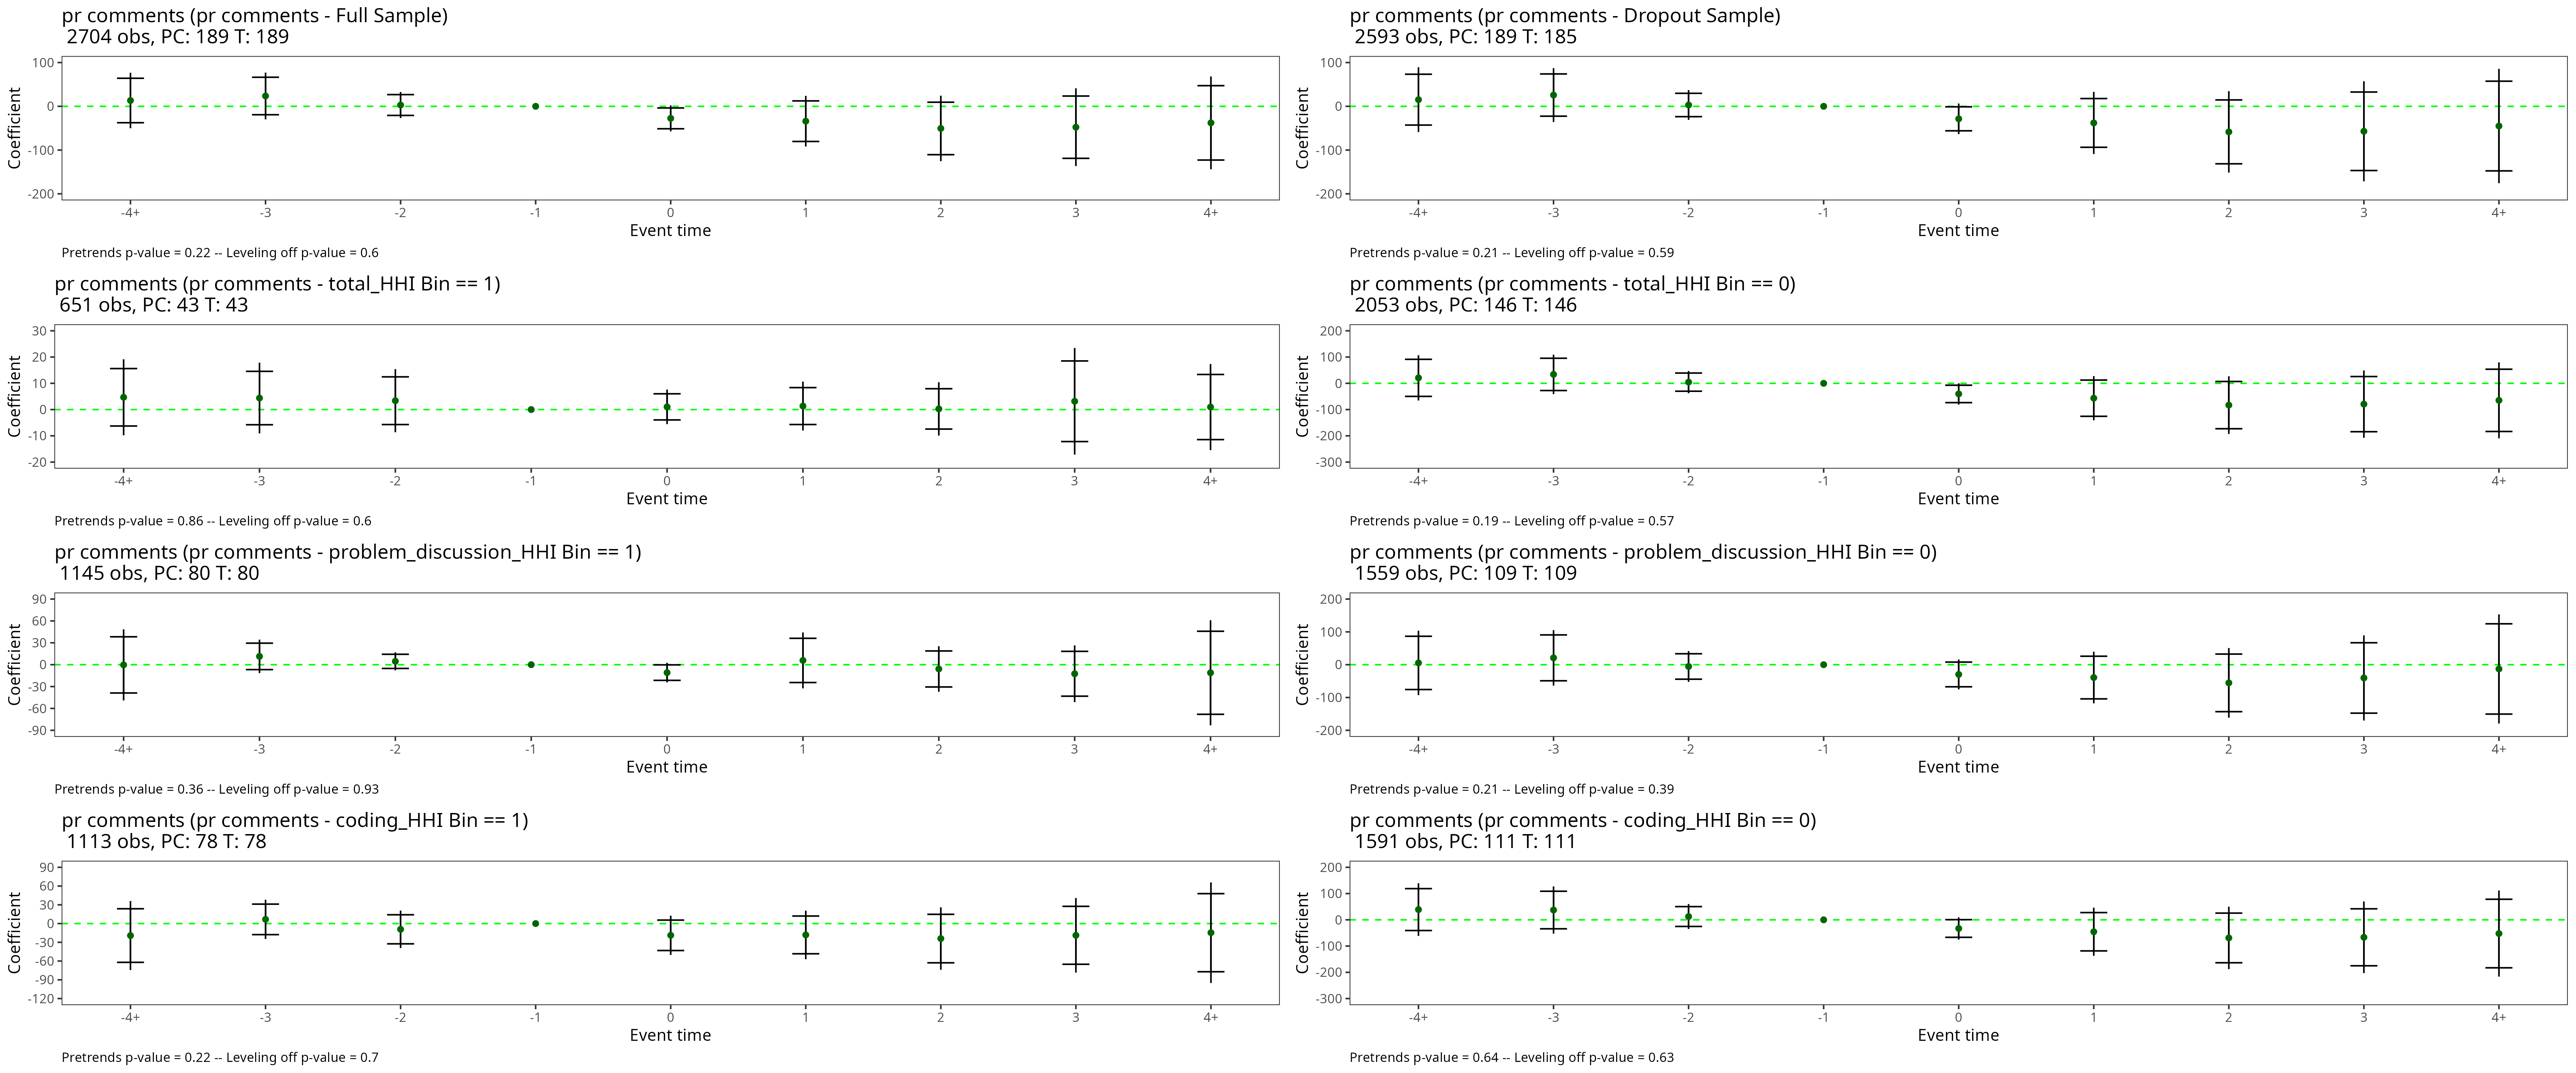 pr comments (pr comments - Full Sample)
2704 obs, PC: 189 T: 189
100
0
-100
-200
Coefficient
-4+ -3 -2 -1 0 1 2 3 4+
Event time
Pretrends p-value = 0.22 -- Leveling off p-value = 0.6
pr comments (pr comments - Dropout Sample)
2593 obs, PC: 189 T: 185
100
0
-100
-200
Coefficient
-4+ -3 -2 -1 0 1 2 3 4+
Event time
Pretrends p-value = 0.21 -- Leveling off p-value = 0.59
pr comments (pr comments - total_HHI Bin == 1)
651 obs, PC: 43 T: 43
30
20
10
0
-10
-20
Coefficient
-4+ -3 -2 -1 0 1 2 3 4+
Event time
Pretrends p-value = 0.86 -- Leveling off p-value = 0.6
pr comments (pr comments - total_HHI Bin == 0)
2053 obs, PC: 146 T: 146
200
100
0
-100
-200
-300
Coefficient
-4+ -3 -2 -1 0 1 2 3 4+
Event time
Pretrends p-value = 0.19 -- Leveling off p-value = 0.57
pr comments (pr comments - problem_discussion_HHI Bin == 1)
1145 obs, PC: 80 T: 80
90
60
30
0
-30
-60
-90
Coefficient
-4+ -3 -2 -1 0 1 2 3 4+
Event time
Pretrends p-value = 0.36 -- Leveling off p-value = 0.93
pr comments (pr comments - problem_discussion_HHI Bin == 0)
1559 obs, PC: 109 T: 109
200
100
0
-100
-200
Coefficient
-4+ -3 -2 -1 0 1 2 3 4+
Event time
Pretrends p-value = 0.21 -- Leveling off p-value = 0.39
pr comments (pr comments - coding_HHI Bin == 1)
1113 obs, PC: 78 T: 78
90
60
30
0
-30
-60
-90
-120
Coefficient
-4+ -3 -2 -1 0 1 2 3 4+
Event time
Pretrends p-value = 0.22 -- Leveling off p-value = 0.7
pr comments (pr comments - coding_HHI Bin == 0)
1591 obs, PC: 111 T: 111
200
100
0
-100
-200
-300
Coefficient
-4+ -3 -2 -1 0 1 2 3 4+
Event time
Pretrends p-value = 0.64 -- Leveling off p-value = 0.63